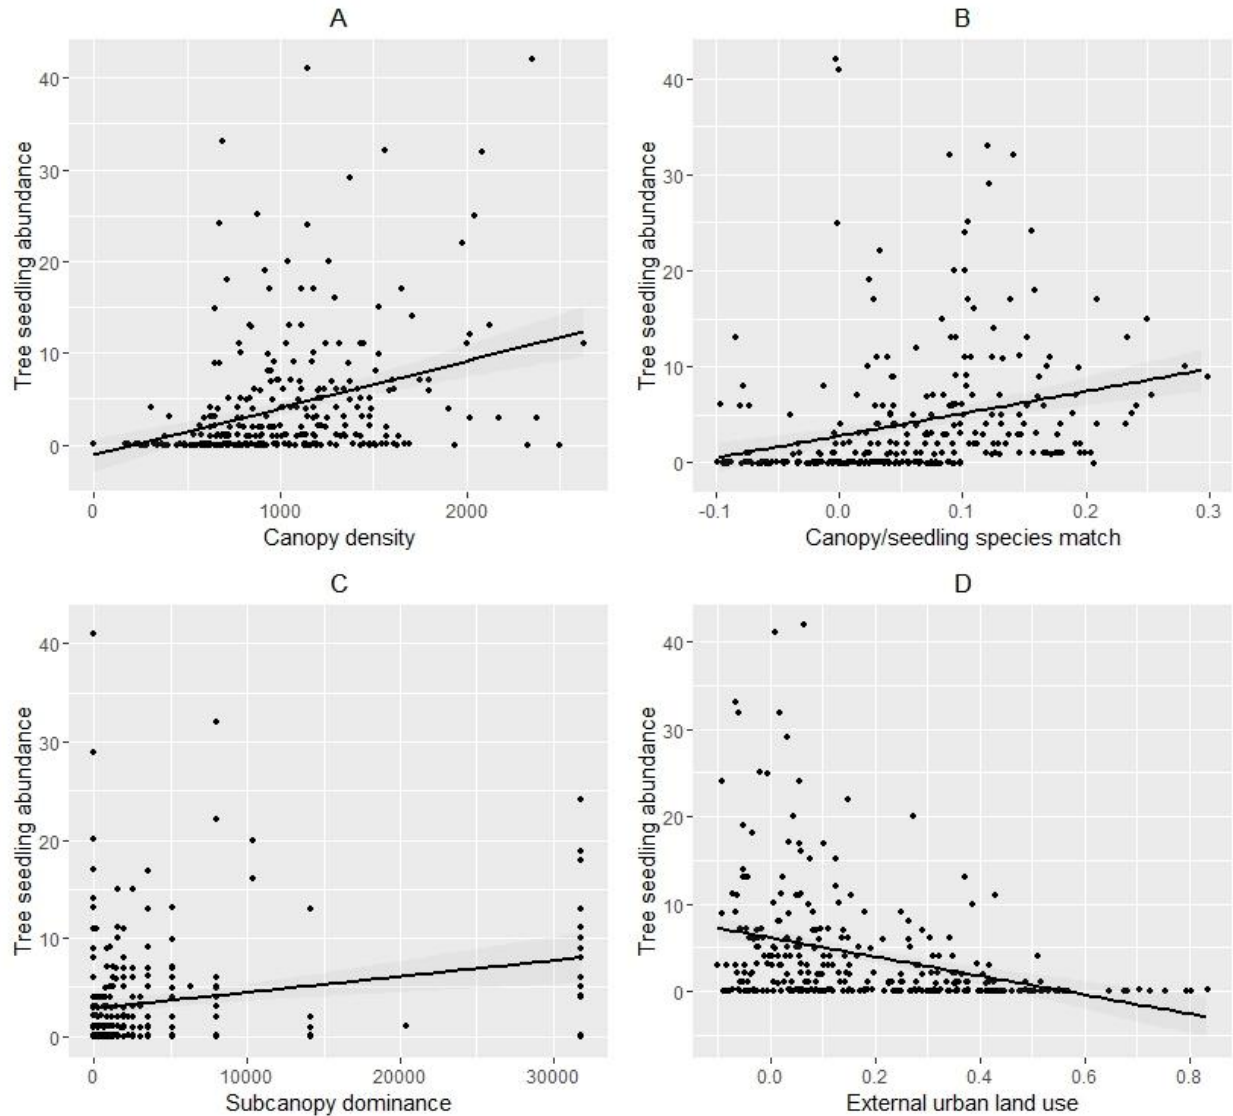 A
Tree seedling abundance
40
30
20
10
0
0 1000 2000
Canopy density
B
Tree seedling abundance
40
30
20
10
0
-0.1 0.0 0.1 0.2 0.3
Canopy/seedling species match
C
Tree seedling abundance
40
30
20
10
0
0 10000 20000 30000
Subcanopy dominance
D
Tree seedling abundance
40
30
20
10
0
0.0 0.2 0.4 0.6 0.8
External urban land use